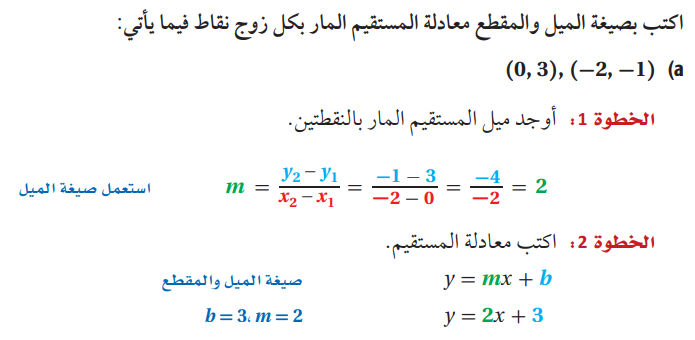 اكتب بصيغة الميل والمقطع معادلة المستقيم المار بكل زوج نقاط فيما يأتي:
(a (0, 3), (−2, −1)
الخطوة 1: أوجد ميل المستقيم المار بالنقطتين.
m = (y₂ − y₁)/(x₂ − x₁) = (−1 − 3)/(−2 − 0) = (−4)/(−2) = 2 استعمل صيغة الميل
الخطوة 2: اكتب معادلة المستقيم.
y = mx + b صيغة الميل والمقطع
y = 2x + 3 b = 3، m = 2